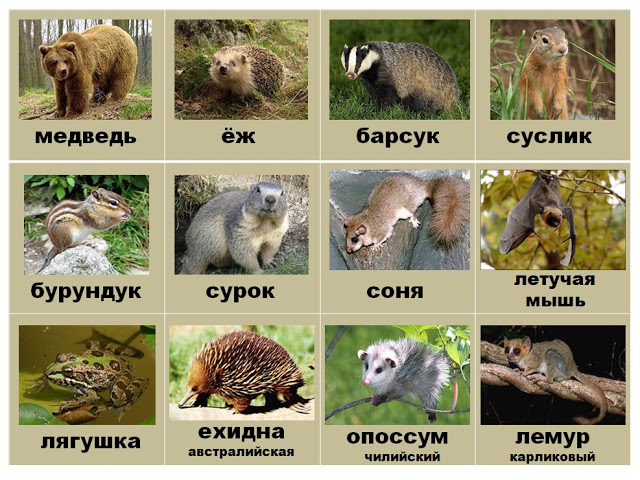 медведь
ёж
барсук
суслик
бурундук
сурок
соня
летучая
мышь
лягушка
ехидна
австралийская
опоссум
чилийский
лемур
карликовый